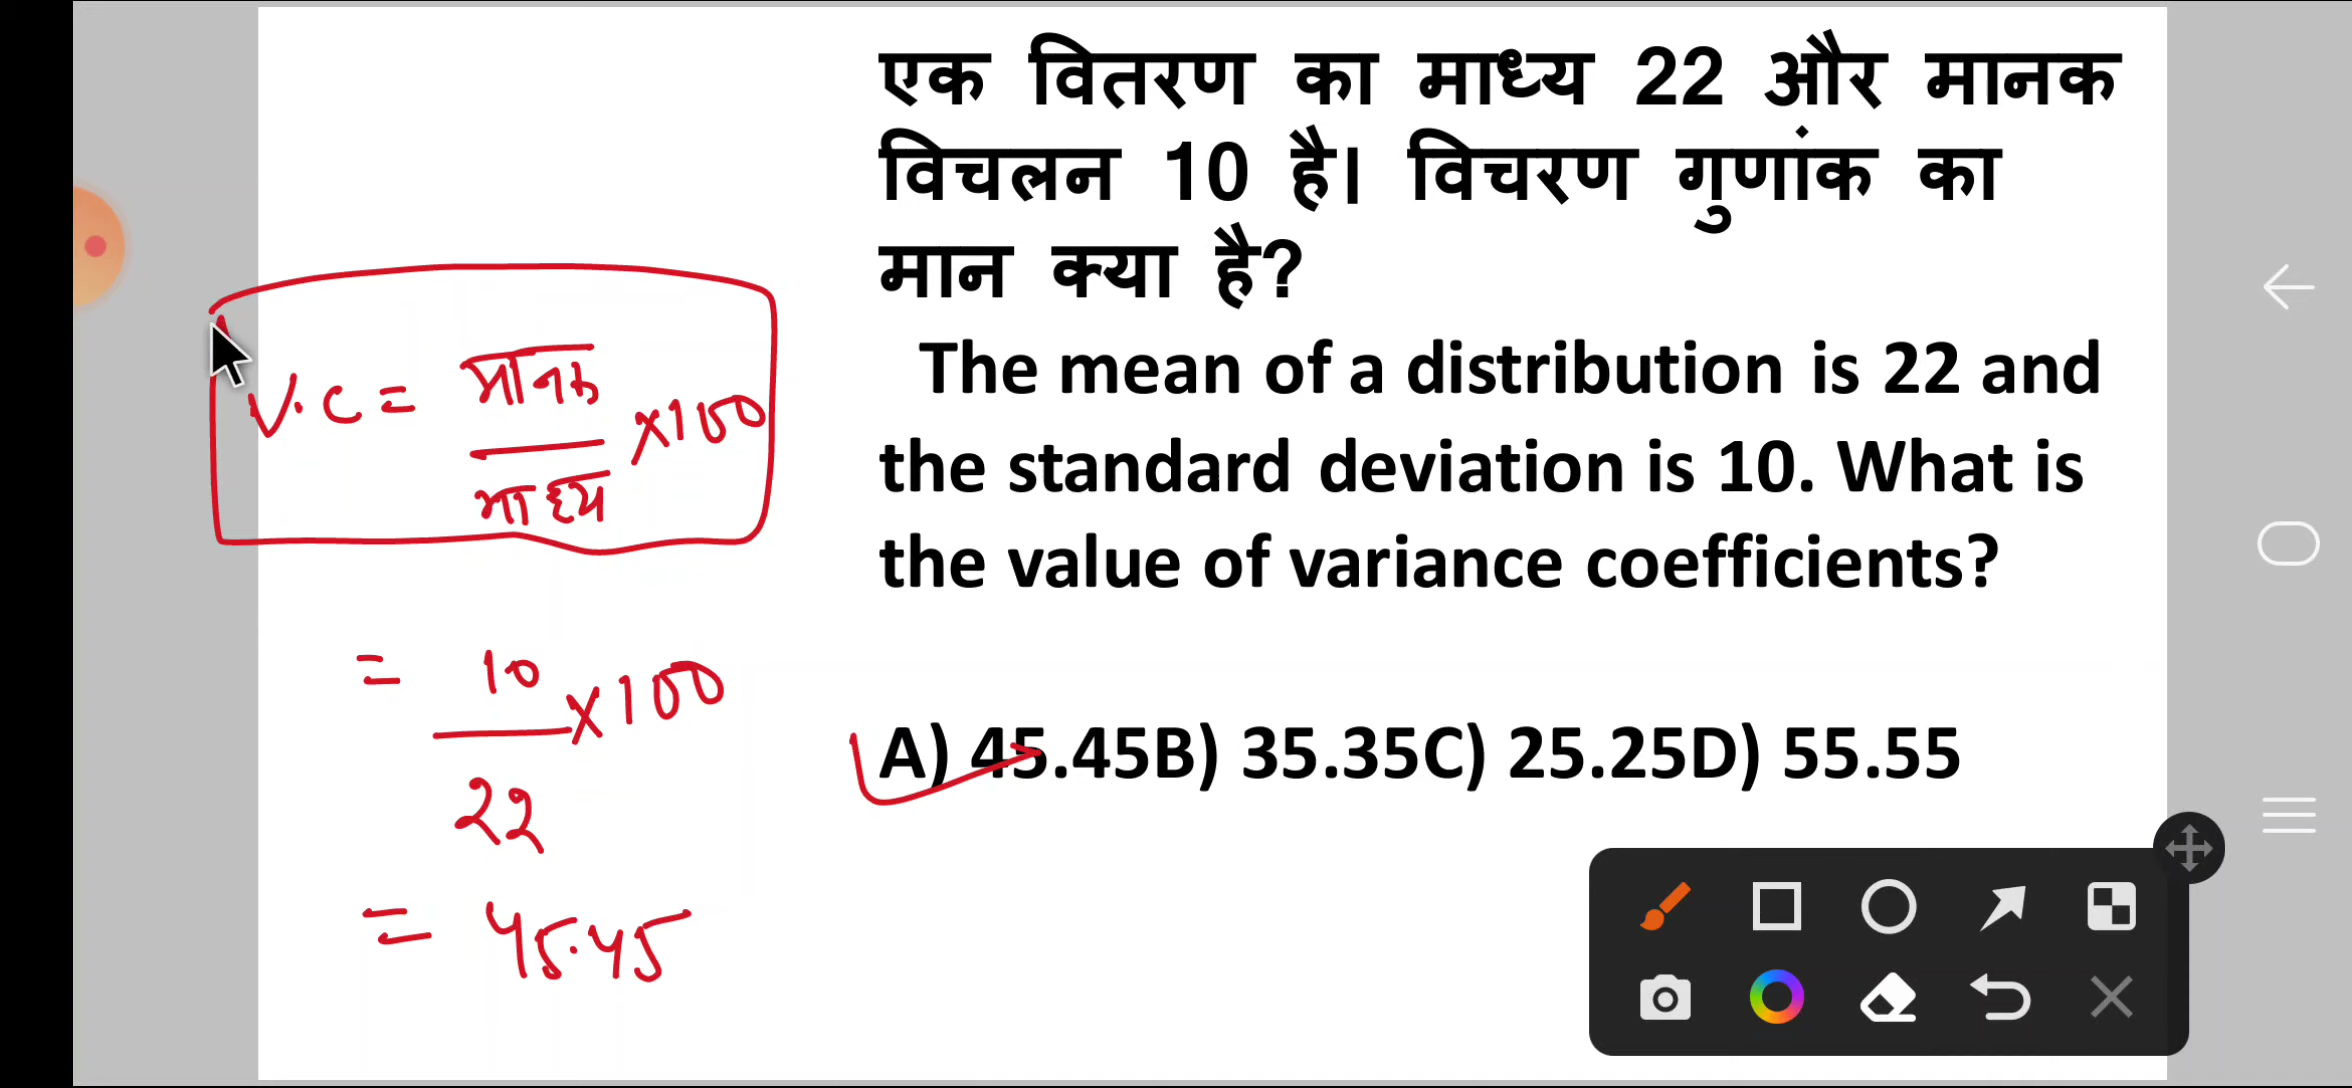 एक वितरण का माध्य 22 और मानक
विचलन 10 है। विचरण गुणांक का
मान क्या है?
The mean of a distribution is 22 and
the standard deviation is 10. What is
the value of variance coefficients?
A) 45.45B) 35.35C) 25.25D) 55.55
V.C = मानक
माध्य ×100
= 10
22 ×100
= 45.45